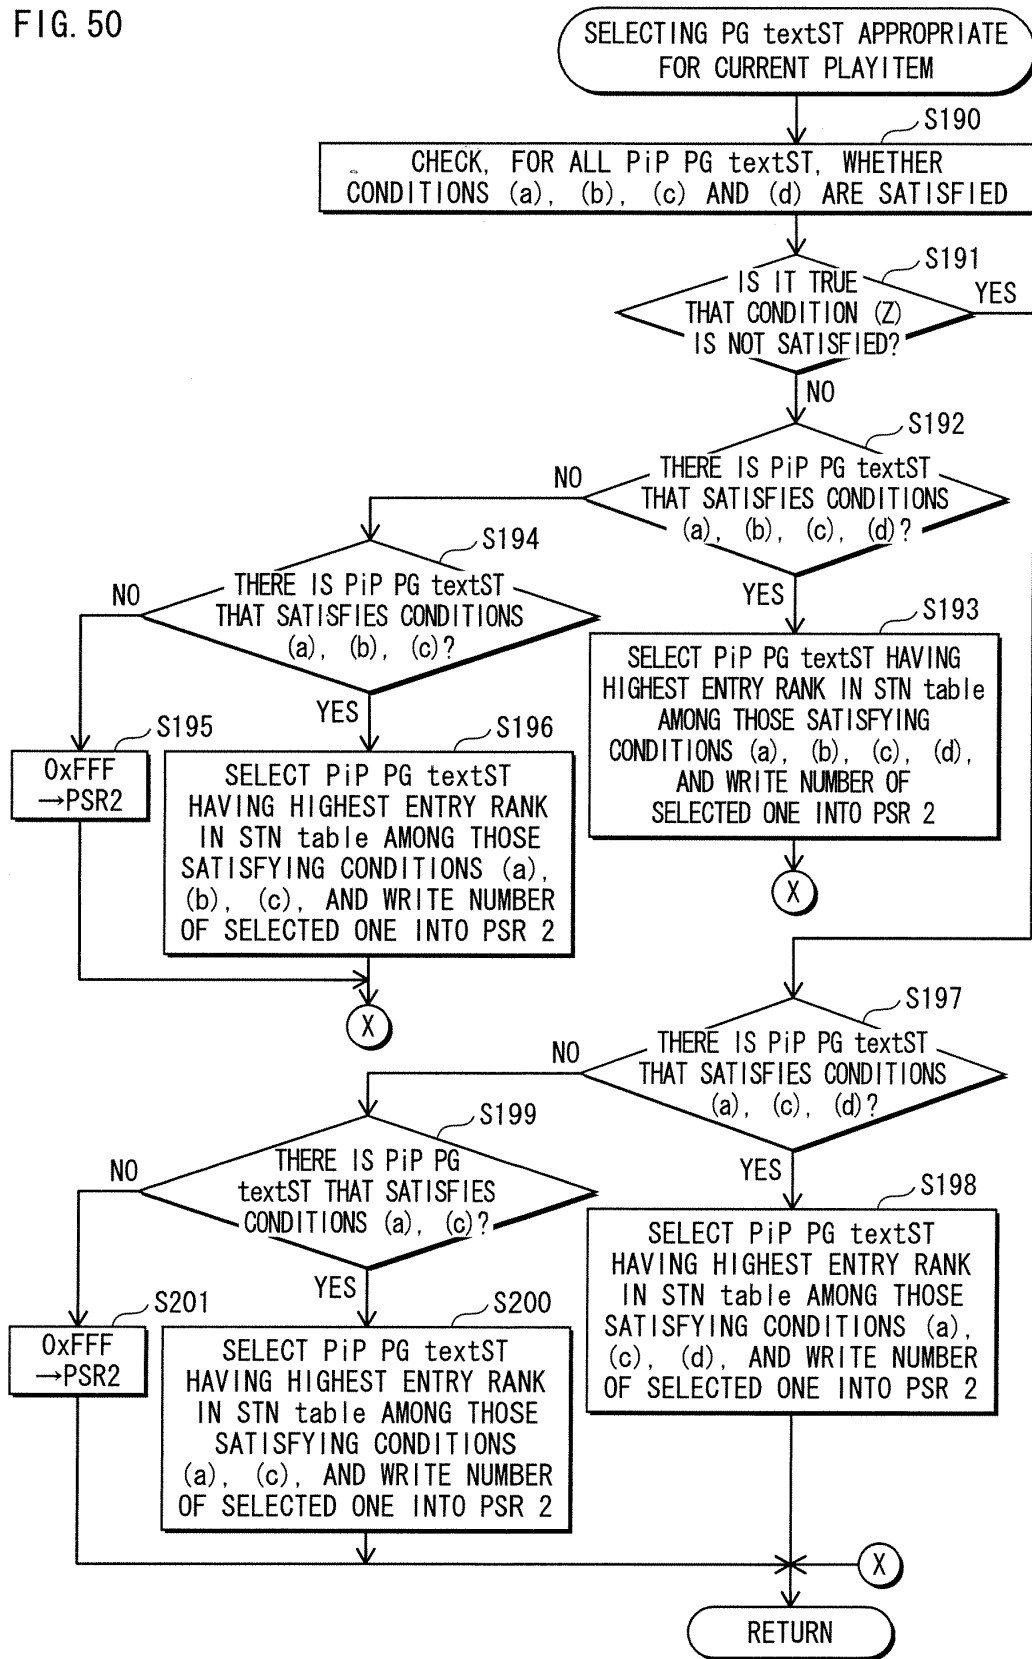 FIG. 50
SELECTING PG textST APPROPRIATE
FOR CURRENT PLAYITEM
S190
CHECK, FOR ALL PiP PG textST, WHETHER
CONDITIONS (a), (b), (c) AND (d) ARE SATISFIED
S191
IS IT TRUE
THAT CONDITION (Z)
IS NOT SATISFIED?
YES
NO
S192
THERE IS PiP PG textST
THAT SATISFIES CONDITIONS
(a), (b), (c), (d)?
NO
YES
S194
THERE IS PiP PG textST
THAT SATISFIES CONDITIONS
(a), (b), (c)?
NO
YES
S193
SELECT PiP PG textST HAVING
HIGHEST ENTRY RANK IN STN table
AMONG THOSE SATISFYING
CONDITIONS (a), (b), (c), (d),
AND WRITE NUMBER OF
SELECTED ONE INTO PSR 2
X
S195
0xFFF
→PSR2
S196
SELECT PiP PG textST
HAVING HIGHEST ENTRY RANK
IN STN table AMONG THOSE
SATISFYING CONDITIONS (a),
(b), (c), AND WRITE NUMBER
OF SELECTED ONE INTO PSR 2
X
S197
THERE IS PiP PG textST
THAT SATISFIES CONDITIONS
(a), (c), (d)?
NO
YES
S199
THERE IS PiP PG
textST THAT SATISFIES
CONDITIONS (a), (c)?
NO
YES
S198
SELECT PiP PG textST
HAVING HIGHEST ENTRY RANK
IN STN table AMONG THOSE
SATISFYING CONDITIONS (a),
(c), (d), AND WRITE NUMBER
OF SELECTED ONE INTO PSR 2
S201
0xFFF
→PSR2
S200
SELECT PiP PG textST
HAVING HIGHEST ENTRY RANK
IN STN table AMONG THOSE
SATISFYING CONDITIONS
(a), (c), AND WRITE NUMBER
OF SELECTED ONE INTO PSR 2
X
RETURN